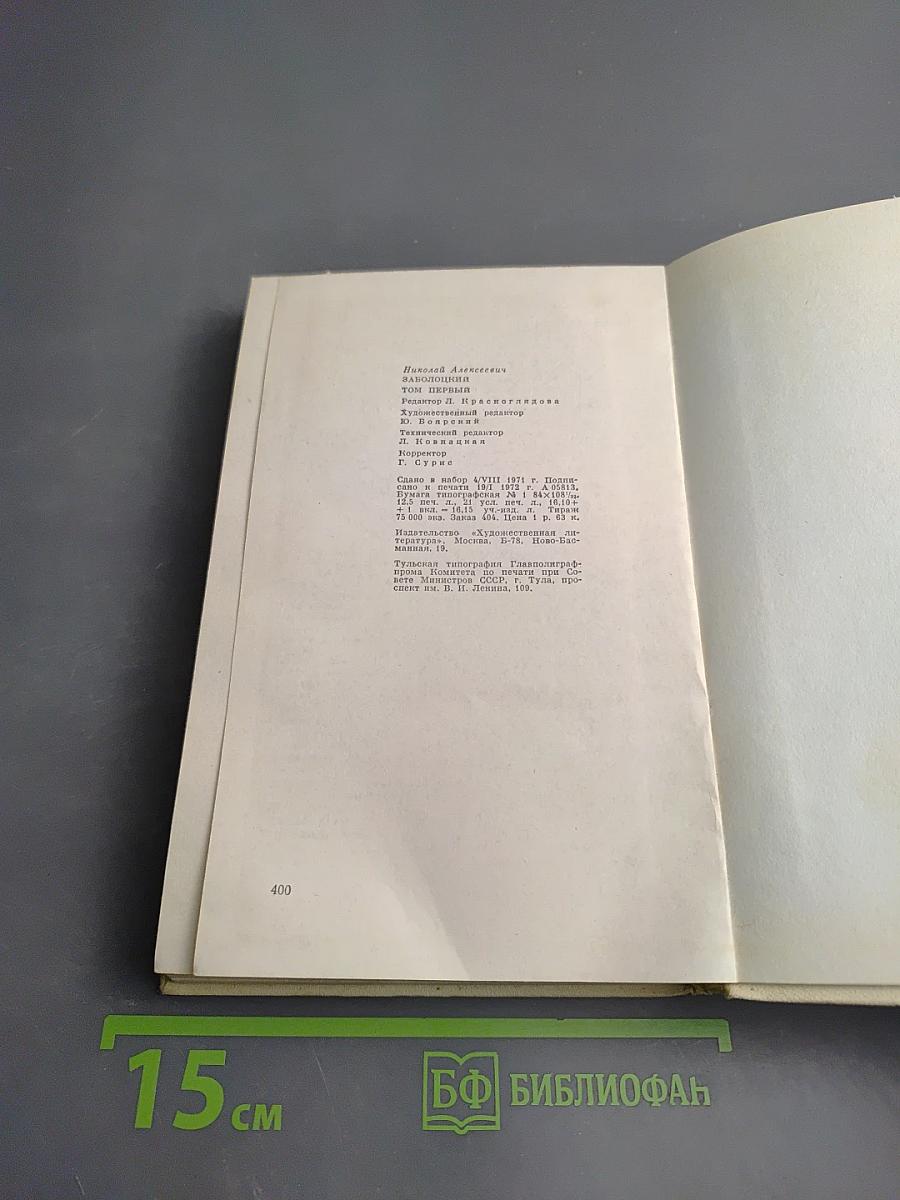 Николай Алексеевич
ЗАБОЛОЦКИЙ
ТОМ ПЕРВЫЙ
Редактор Л. Красноглядова
Художественный редактор
Ю. Боярский
Технический редактор
Л. Ковнацкая
Корректор
Г. Сурис
Сдано в набор 4/VIII 1971 г. Подпи-
сано к печати 19/I 1972 г. А 05813.
Бумага типографская № 1 84×108¹/₃₂.
12,5 печ. л., 21 усл. печ. л., 16,10+
+ 1 вкл. = 16,15 уч.-изд. л. Тираж
75 000 экз. Заказ 404. Цена 1 р. 63 к.
Издательство «Художественная ли-
тература», Москва, Б-78, Ново-Бас-
манная, 19.
Тульская типография Главполиграф-
прома Комитета по печати при Со-
вете Министров СССР, г. Тула, про-
спект им. В. И. Ленина, 109.
400
15 см
БФ БИБЛИОФАН